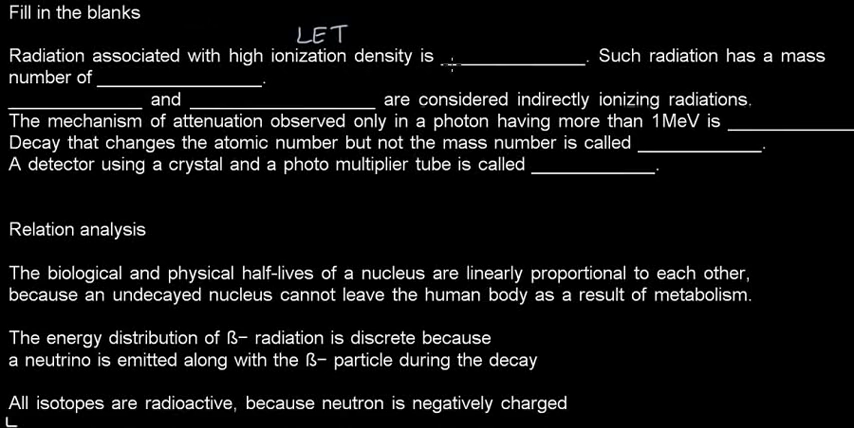 Fill in the blanks
LET
Radiation associated with high ionization density is ____________. Such radiation has a mass
number of ________________.
_____________ and __________________ are considered indirectly ionizing radiations.
The mechanism of attenuation observed only in a photon having more than 1MeV is ____________
Decay that changes the atomic number but not the mass number is called ____________.
A detector using a crystal and a photo multiplier tube is called ____________.
Relation analysis
The biological and physical half-lives of a nucleus are linearly proportional to each other,
because an undecayed nucleus cannot leave the human body as a result of metabolism.
The energy distribution of ß− radiation is discrete because
a neutrino is emitted along with the ß− particle during the decay
All isotopes are radioactive, because neutron is negatively charged